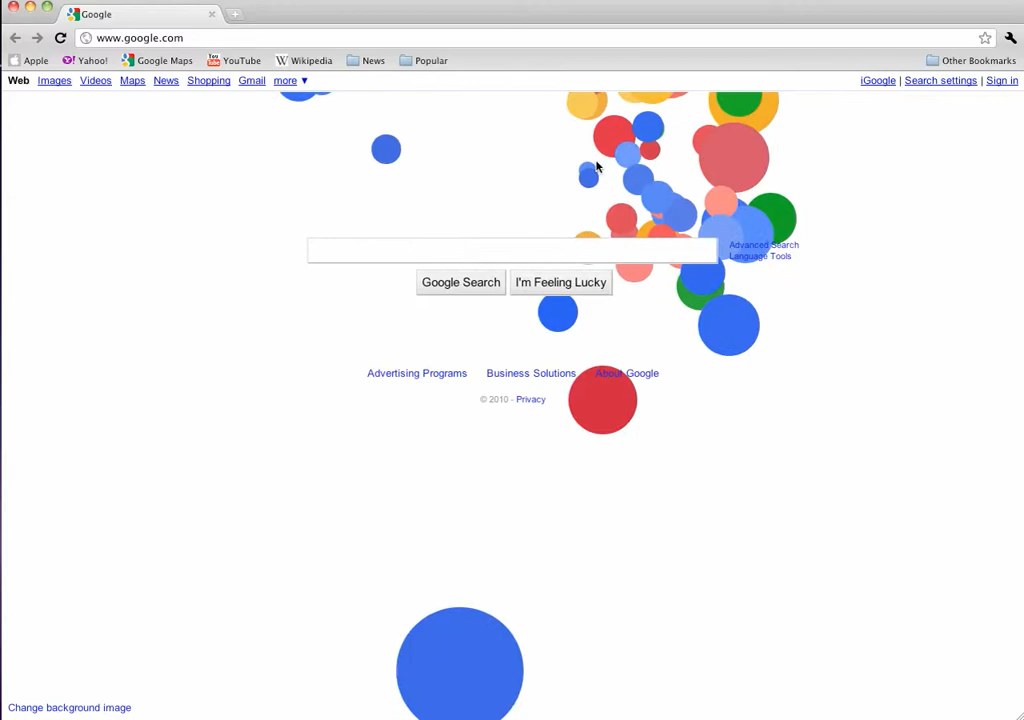 Google
www.google.com
Apple Yahoo! Google Maps YouTube Wikipedia News Popular Other Bookmarks
Web Images Videos Maps News Shopping Gmail more ▼ iGoogle | Search settings | Sign in
Advanced Search
Language Tools
Google Search I'm Feeling Lucky
Advertising Programs Business Solutions About Google
© 2010 - Privacy
Change background image